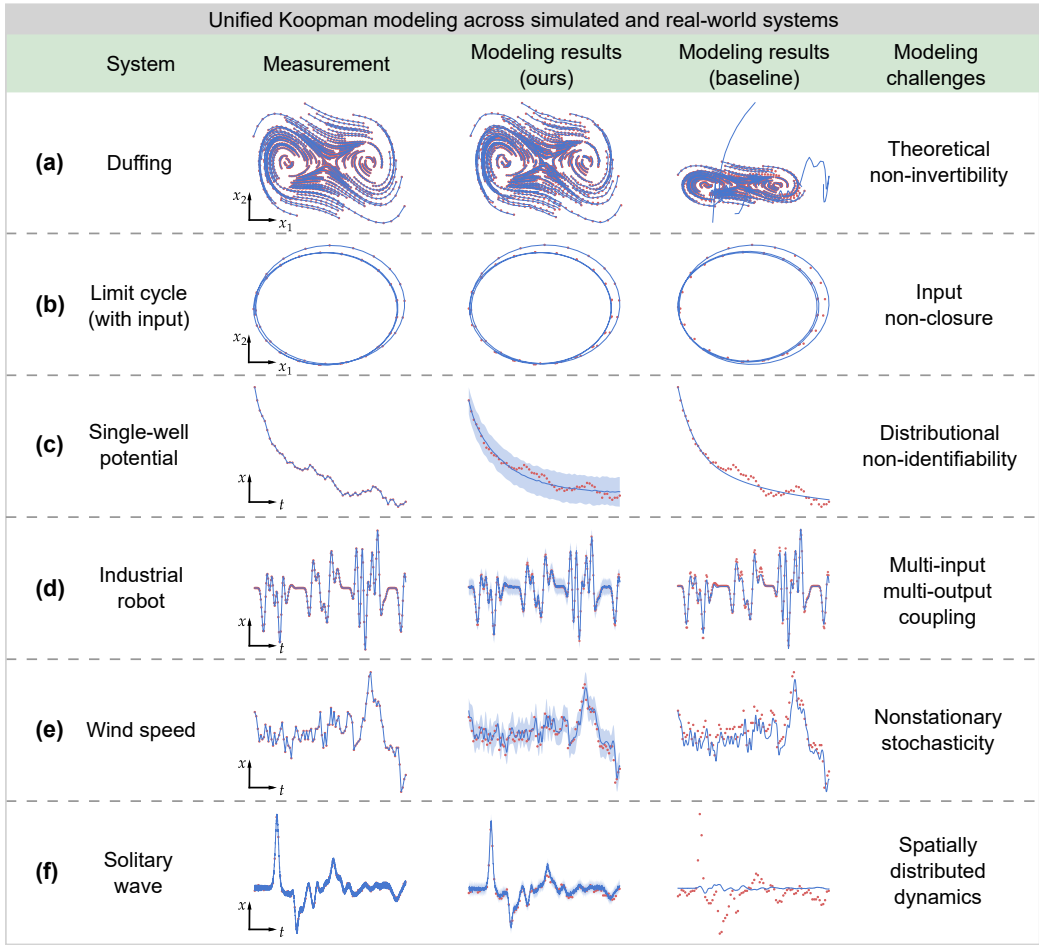 Unified Koopman modeling across simulated and real-world systems
System
Measurement
Modeling results
(ours)
Modeling results
(baseline)
Modeling
challenges
(a)
Duffing
x2
x1
Theoretical
non-invertibility
(b)
Limit cycle
(with input)
x2
x1
Input
non-closure
(c)
Single-well
potential
x
t
Distributional
non-identifiability
(d)
Industrial
robot
x
t
Multi-input
multi-output
coupling
(e)
Wind speed
x
t
Nonstationary
stochasticity
(f)
Solitary
wave
x
t
Spatially
distributed
dynamics